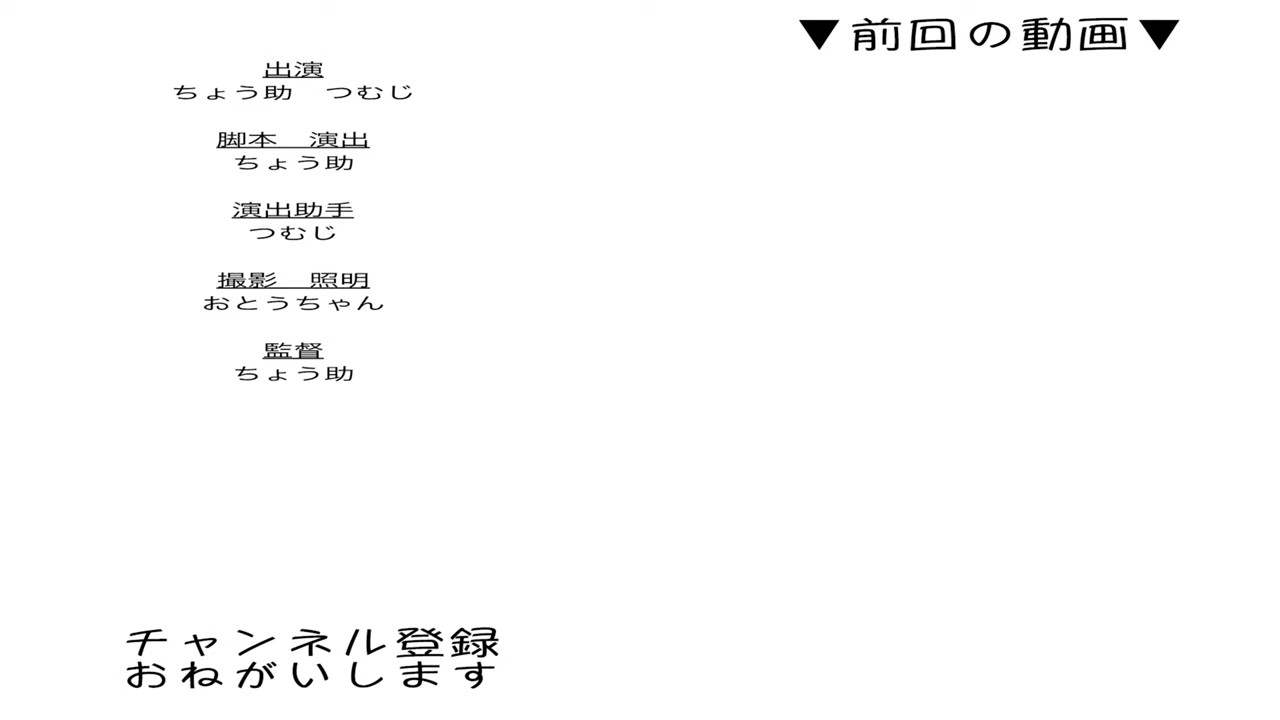 ▼前回の動画▼
出演
ちょう助　つむじ
脚本　演出
ちょう助
演出助手
つむじ
撮影　照明
おとうちゃん
監督
ちょう助
チャンネル登録
おねがいします